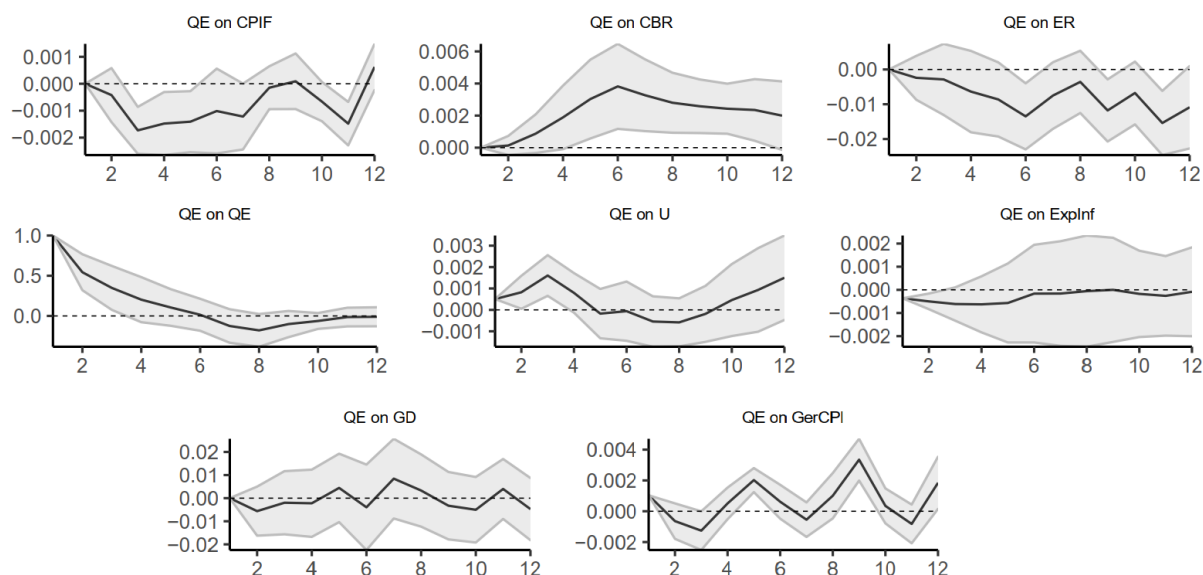 QE on CPIF
0.001
0.000
−0.001
−0.002
2 4 6 8 10 12
QE on CBR
0.006
0.004
0.002
0.000
2 4 6 8 10 12
QE on ER
0.00
−0.01
−0.02
2 4 6 8 10 12
QE on QE
1.0
0.5
0.0
2 4 6 8 10 12
QE on U
0.003
0.002
0.001
0.000
−0.001
2 4 6 8 10 12
QE on ExpInf
0.002
0.001
0.000
−0.001
−0.002
2 4 6 8 10 12
QE on GD
0.02
0.01
0.00
−0.01
−0.02
2 4 6 8 10 12
QE on GerCPI
0.004
0.002
0.000
−0.002
2 4 6 8 10 12